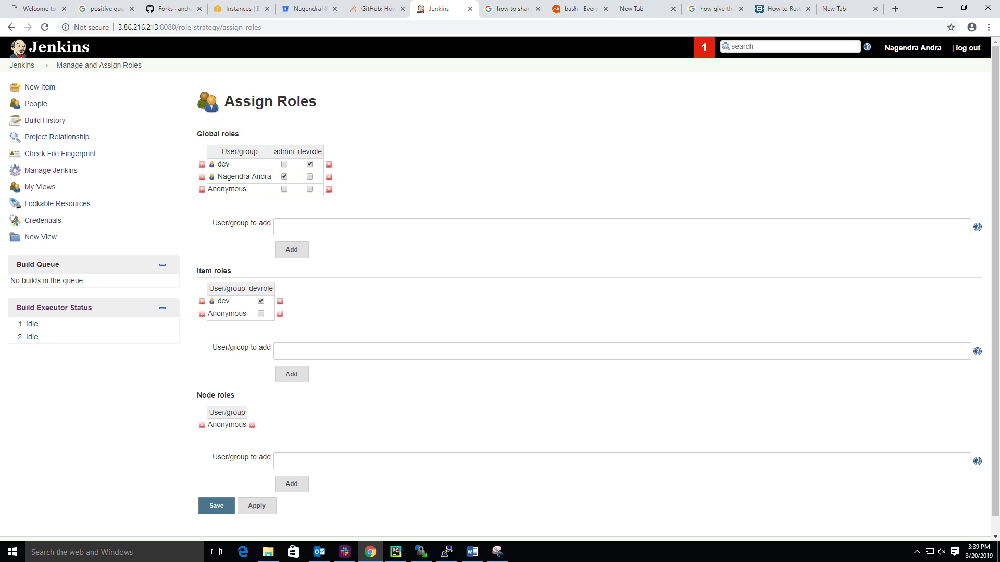 Welcome to
positive quo
Forks · andra
Instances | E
Nagendra18
GitHub: How
Jenkins
how to share
bash - Every
New Tab
how give the
How to Rest
New Tab
Not secure
3.86.216.213:8080/role-strategy/assign-roles
Jenkins
1
search
Nagendra Andra
| log out
Jenkins
Manage and Assign Roles
New Item
People
Build History
Project Relationship
Check File Fingerprint
Manage Jenkins
My Views
Lockable Resources
Credentials
New View
Build Queue
No builds in the queue.
Build Executor Status
1 Idle
2 Idle
Assign Roles
Global roles
User/group admin devrole
dev
Nagendra Andra
Anonymous
User/group to add
Add
Item roles
User/group devrole
dev
Anonymous
User/group to add
Add
Node roles
User/group
Anonymous
User/group to add
Add
Save
Apply
Search the web and Windows
3:39 PM
3/20/2019